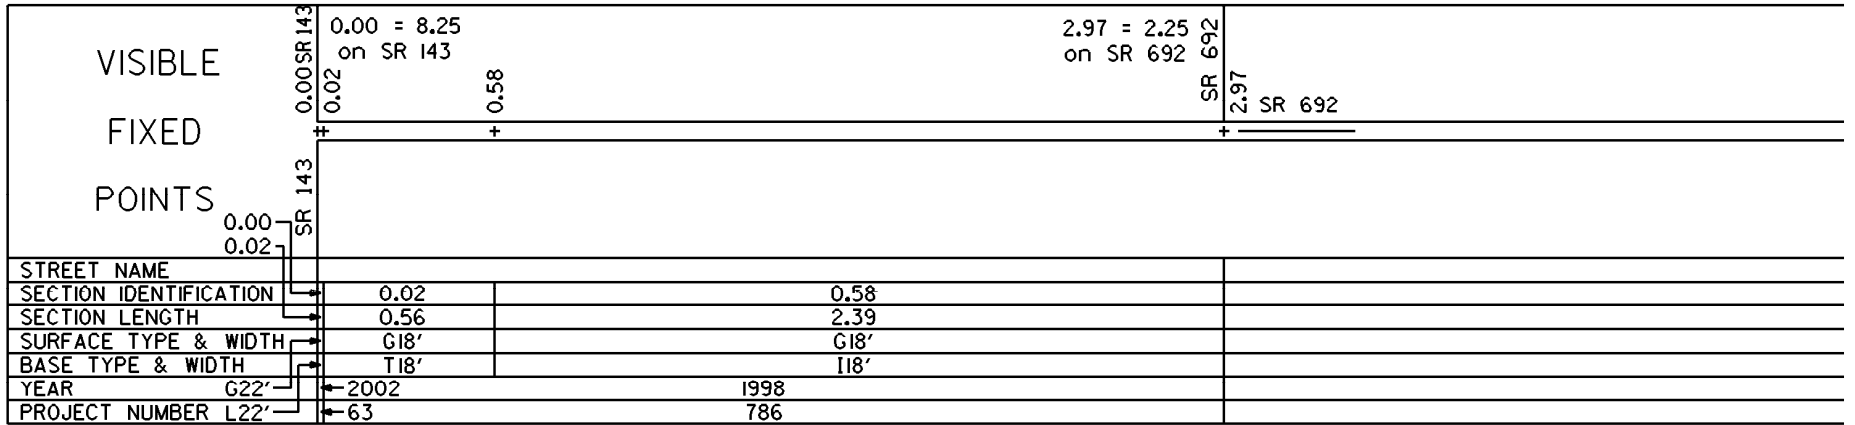 VISIBLE
FIXED
POINTS
0.00 SR 143
0.02
0.00 = 8.25
on SR 143
0.58
2.97 = 2.25
on SR 692
SR 692
2.97
SR 692
SR 143
0.00
0.02
STREET NAME
SECTION IDENTIFICATION 0.02 0.58
SECTION LENGTH 0.56 2.39
SURFACE TYPE & WIDTH G18' G18'
BASE TYPE & WIDTH T18' I18'
YEAR G22' 2002 1998
PROJECT NUMBER L22' 63 786